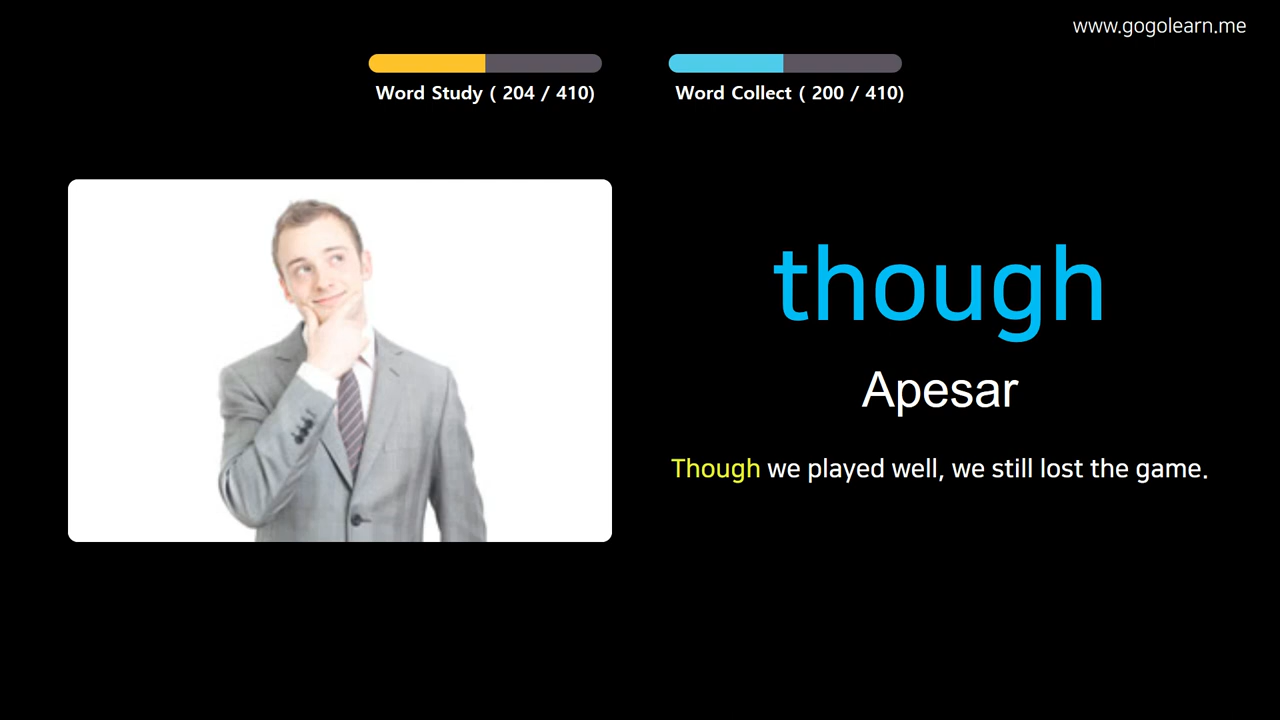 www.gogolearn.me
Word Study ( 204 / 410)
Word Collect ( 200 / 410)
though
Apesar
Though we played well, we still lost the game.